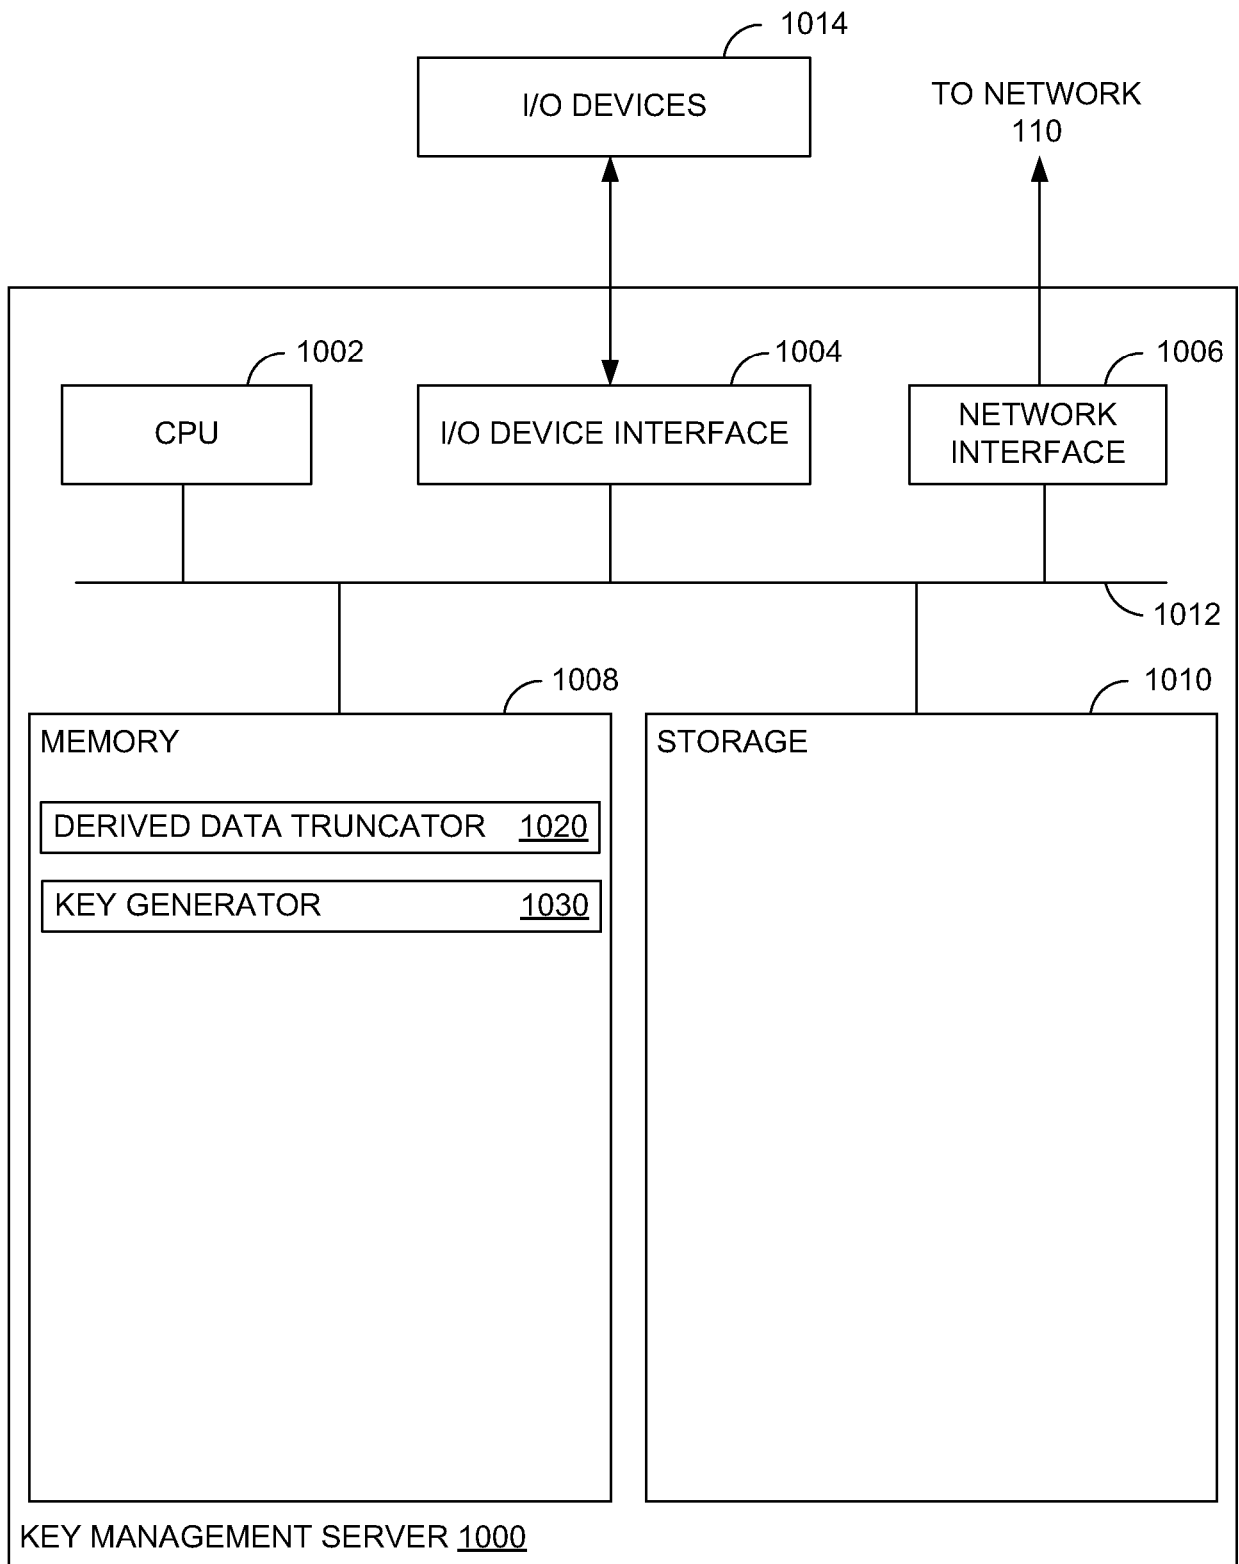 1014
I/O DEVICES
TO NETWORK
110
1002
1004
1006
CPU
I/O DEVICE INTERFACE
NETWORK
INTERFACE
1012
1008
1010
MEMORY
STORAGE
DERIVED DATA TRUNCATOR 1020
KEY GENERATOR 1030
KEY MANAGEMENT SERVER 1000